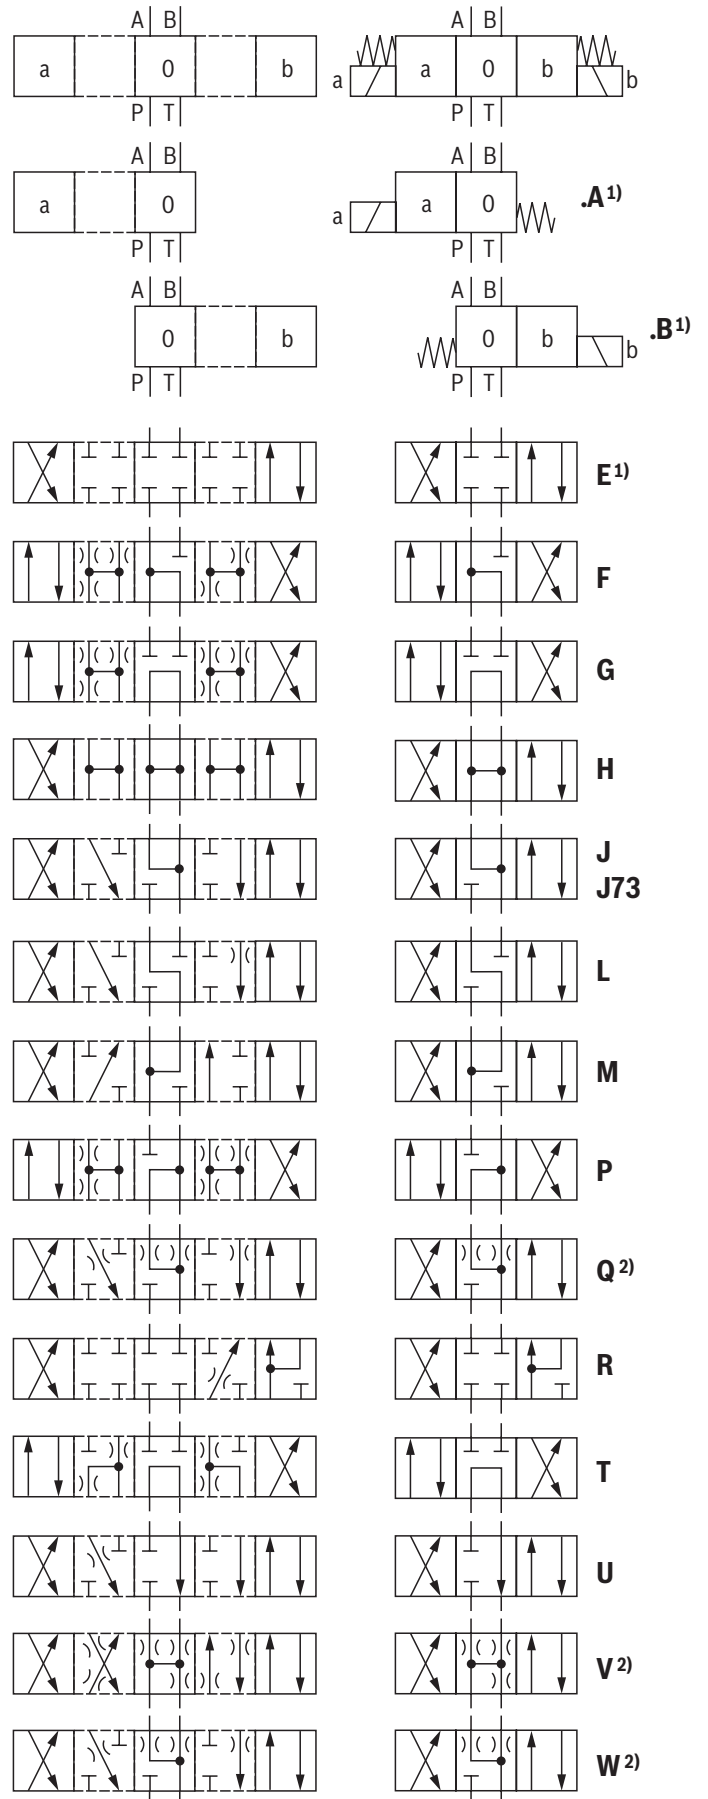 A B A B
a 0 b a a 0 b b
P T P T
A B A B
a 0 a a 0 .A¹⁾
P T P T
A B A B
0 b 0 b b .B¹⁾
P T P T
E¹⁾
F
G
H
J
J73
L
M
P
Q²⁾
R
T
U
V²⁾
W²⁾